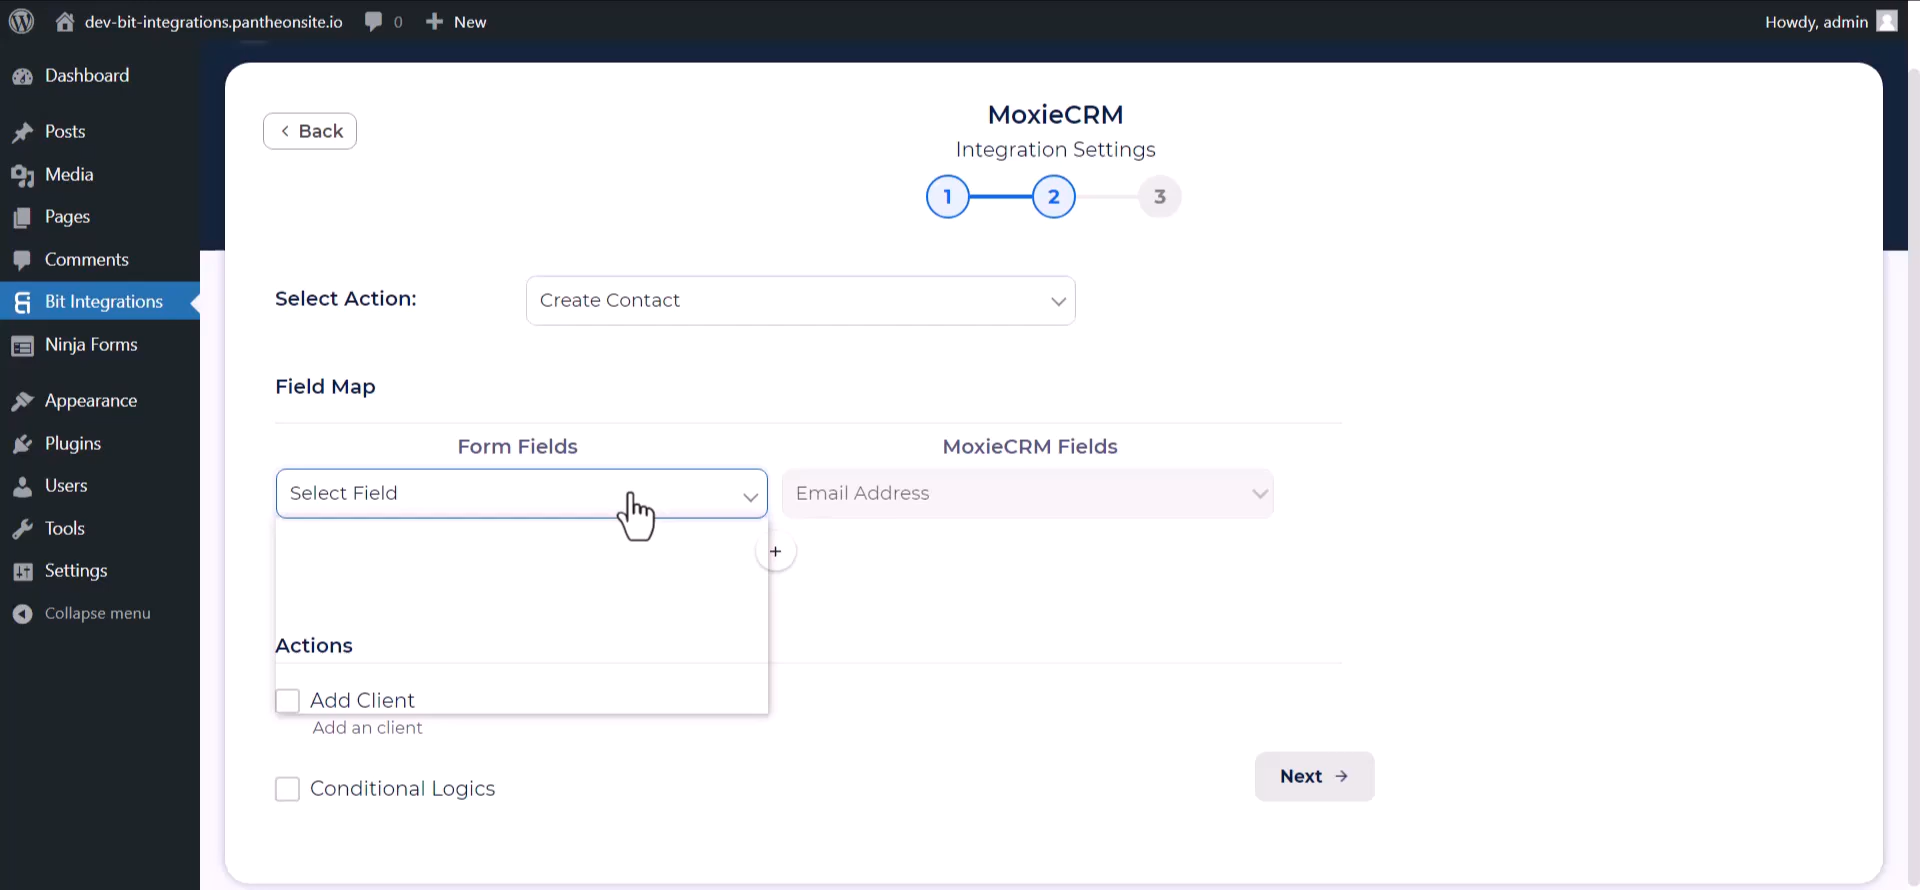 dev-bit-integrations.pantheonsite.io
0
New
Howdy, admin
Dashboard
Posts
Media
Pages
Comments
Bit Integrations
Ninja Forms
Appearance
Plugins
Users
Tools
Settings
Collapse menu
Back
MoxieCRM
Integration Settings
1
2
3
Select Action:
Create Contact
Field Map
Form Fields
MoxieCRM Fields
Select Field
Email Address
+
Actions
Add Client
Add an client
Conditional Logics
Next